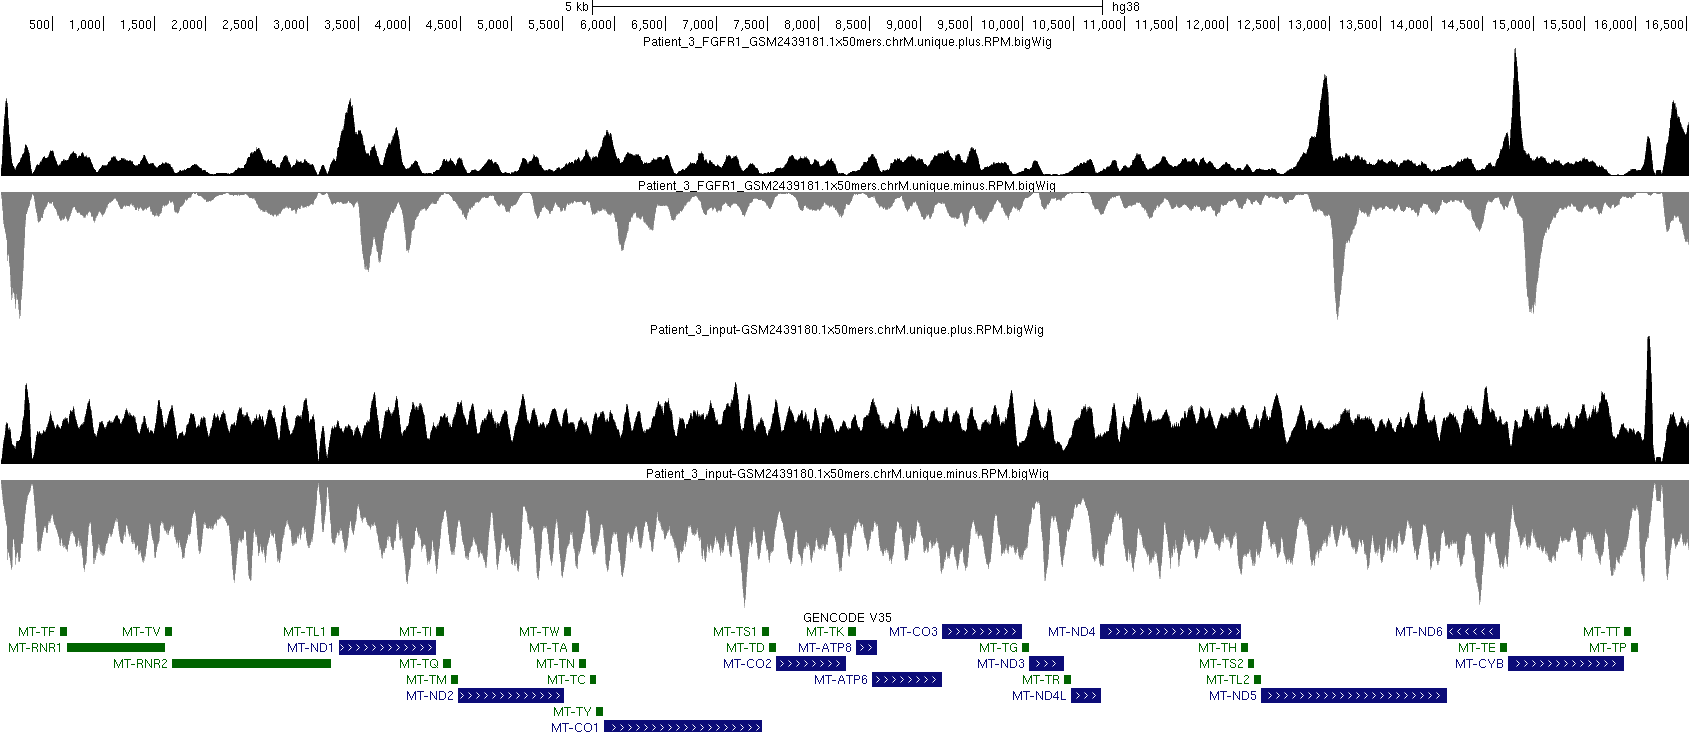 5 kb hg38
500| 1,000| 1,500| 2,000| 2,500| 3,000| 3,500| 4,000| 4,500| 5,000| 5,500| 6,000| 6,500| 7,000| 7,500| 8,000| 8,500| 9,000| 9,500| 10,000| 10,500| 11,000| 11,500| 12,000| 12,500| 13,000| 13,500| 14,000| 14,500| 15,000| 15,500| 16,000| 16,500|
Patient_3_FGFR1_GSM2439181.1x50mers.chrM.unique.plus.RPM.bigWig
Patient_3_FGFR1_GSM2439181.1x50mers.chrM.unique.minus.RPM.bigWig
Patient_3_input-GSM2439180.1x50mers.chrM.unique.plus.RPM.bigWig
Patient_3_input-GSM2439180.1x50mers.chrM.unique.minus.RPM.bigWig
GENCODE V35
MT-TF MT-TV MT-TL1 MT-TI MT-TW MT-TS1 MT-TK MT-CO3 MT-ND4 MT-ND6 MT-TT
MT-RNR1 MT-ND1 MT-TA MT-TD MT-ATP8 MT-TG MT-TH MT-TE MT-TP
MT-RNR2 MT-TQ MT-TN MT-CO2 MT-ND3 MT-TS2 MT-CYB
MT-TM MT-TC MT-ATP6 MT-TR MT-TL2
MT-ND2 MT-ND4L MT-ND5
MT-TY
MT-CO1